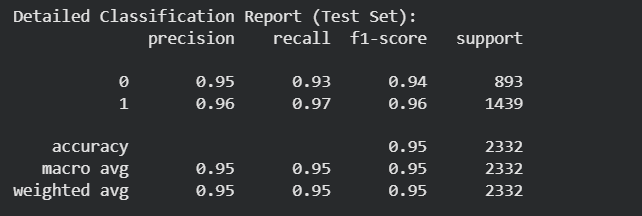 Detailed Classification Report (Test Set):
precision recall f1-score support
0 0.95 0.93 0.94 893
1 0.96 0.97 0.96 1439
accuracy 0.95 2332
macro avg 0.95 0.95 0.95 2332
weighted avg 0.95 0.95 0.95 2332